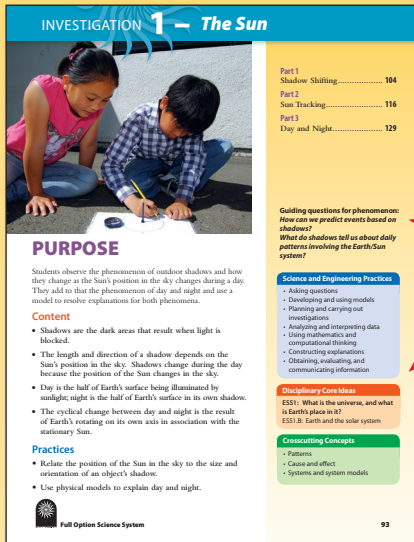 INVESTIGATION 1 – The Sun
Part 1
Shadow Shifting................... 104
Part 2
Sun Tracking....................... 116
Part 3
Day and Night..................... 129
Guiding questions for phenomenon:
How can we predict events based on
shadows?
What do shadows tell us about daily
patterns involving the Earth/Sun
system?
PURPOSE
Students observe the phenomenon of outdoor shadows and how
they change as the Sun's position in the sky changes during a day.
They add to that the phenomenon of day and night and use a
model to resolve explanations for both phenomena.
Content
• Shadows are the dark areas that result when light is
blocked.
• The length and direction of a shadow depends on the
Sun's position in the sky. Shadows change during the day
because the position of the Sun changes in the sky.
• Day is the half of Earth's surface being illuminated by
sunlight; night is the half of Earth's surface in its own shadow.
• The cyclical change between day and night is the result
of Earth's rotating on its own axis in association with the
stationary Sun.
Practices
• Relate the position of the Sun in the sky to the size and
orientation of an object's shadow.
• Use physical models to explain day and night.
Science and Engineering Practices
• Asking questions
• Developing and using models
• Planning and carrying out
investigations
• Analyzing and interpreting data
• Using mathematics and
computational thinking
• Constructing explanations
• Obtaining, evaluating, and
communicating information
Disciplinary Core Ideas
ESS1: What is the universe, and what
is Earth's place in it?
ESS1.B: Earth and the solar system
Crosscutting Concepts
• Patterns
• Cause and effect
• Systems and system models
Full Option Science System
93